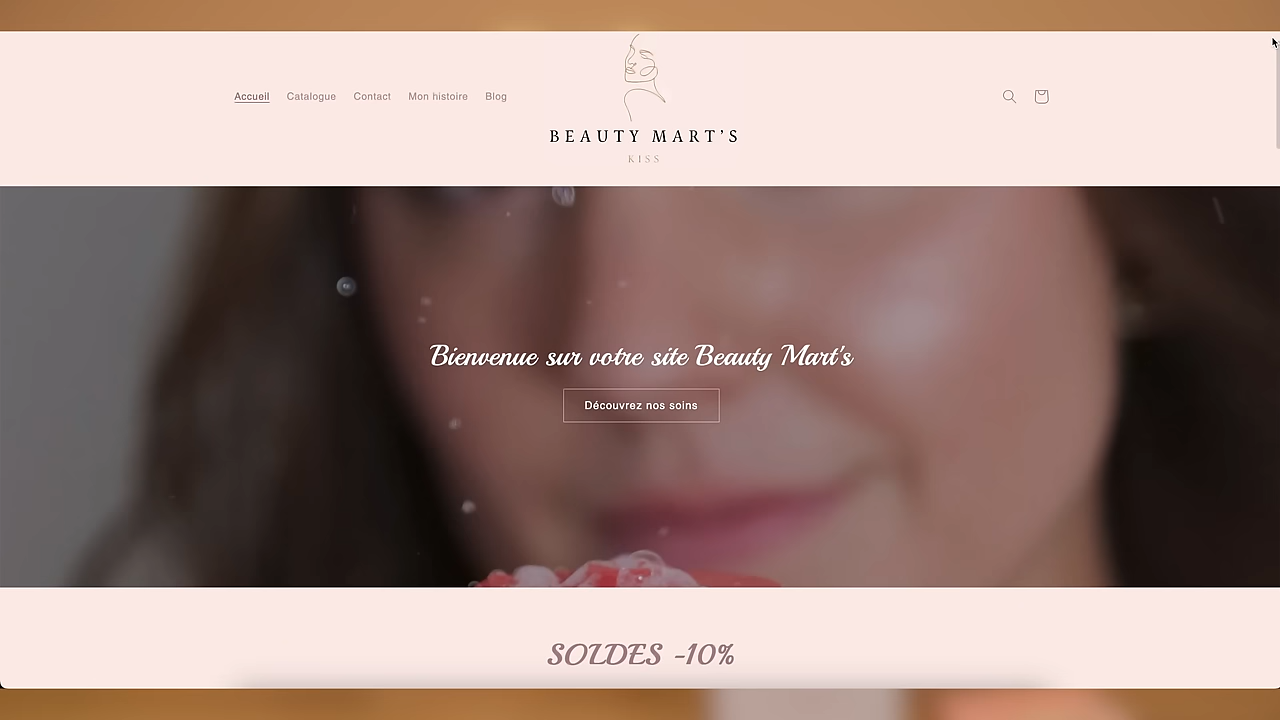 Accueil
Catalogue
Contact
Mon histoire
Blog
BEAUTY MART'S
KISS
Bienvenue sur votre site Beauty Mart's
Découvrez nos soins
SOLDES -10%